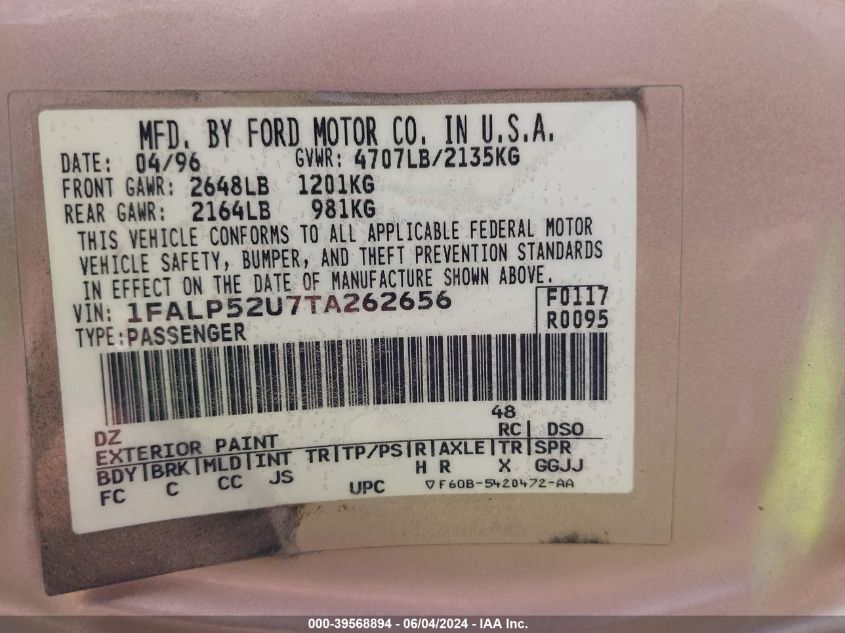 MFD. BY FORD MOTOR CO. IN U.S.A.
DATE: 04/96 GVWR: 4707LB/2135KG
FRONT GAWR: 2648LB 1201KG
REAR GAWR: 2164LB 981KG
THIS VEHICLE CONFORMS TO ALL APPLICABLE FEDERAL MOTOR
VEHICLE SAFETY, BUMPER, AND THEFT PREVENTION STANDARDS
IN EFFECT ON THE DATE OF MANUFACTURE SHOWN ABOVE.
VIN: 1FALP52U7TA262656 F0117
TYPE: PASSENGER R0095
48
DZ RC DSO
EXTERIOR PAINT
BDY BRK MLD INT TR TP/PS R AXLE TR SPR
FC C CC JS H R X GGJJ
UPC ▽F60B-5420472-AA
000-39568894 - 06/04/2024 - IAA Inc.